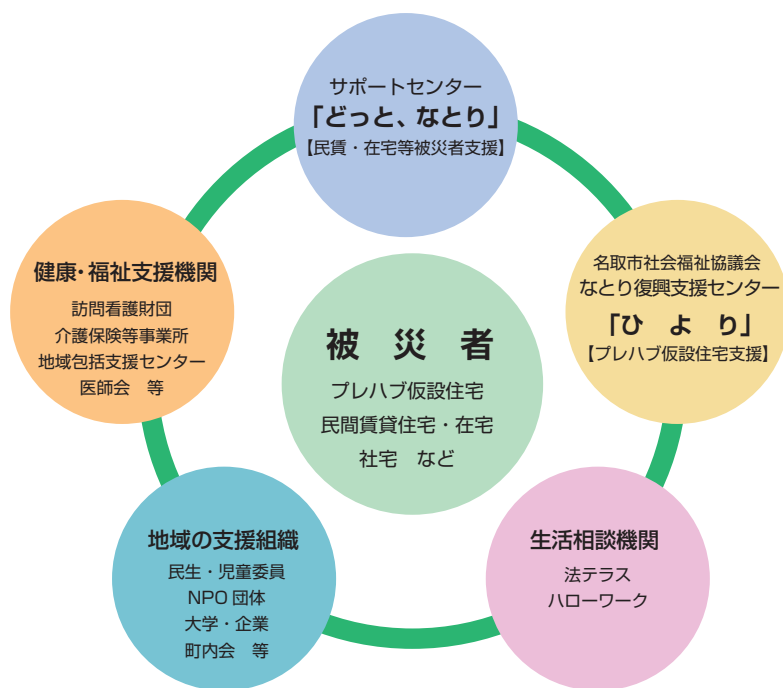 サポートセンター
「どっと、なとり」
【民賃・在宅等被災者支援】
名取市社会福祉協議会
なとり復興支援センター
「ひ　よ　り」
【プレハブ仮設住宅支援】
健康・福祉支援機関
訪問看護財団
介護保険等事業所
地域包括支援センター
医師会　等
被　災　者
プレハブ仮設住宅
民間賃貸住宅・在宅
社宅　など
地域の支援組織
民生・児童委員
NPO 団体
大学・企業
町内会　等
生活相談機関
法テラス
ハローワーク